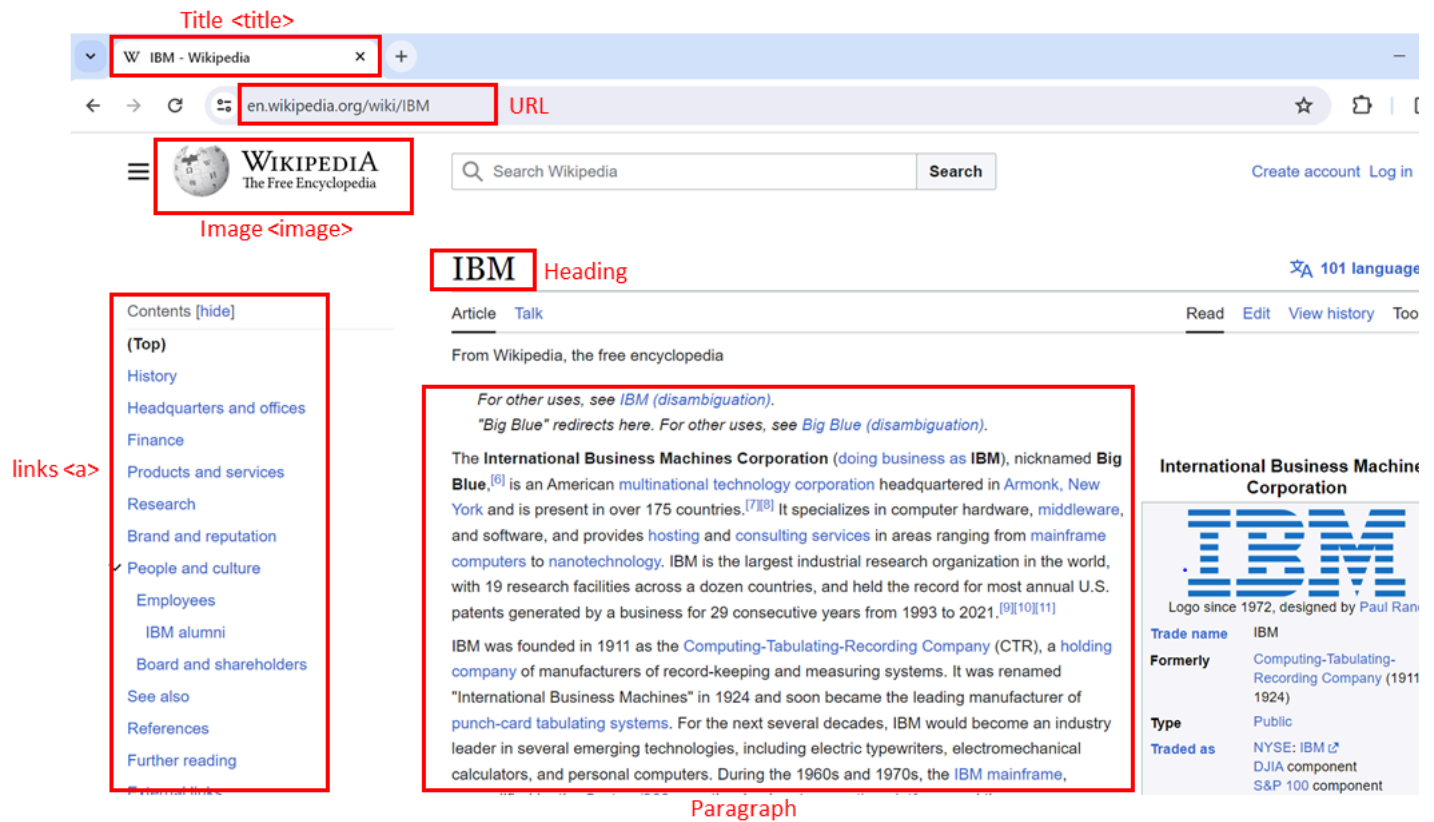 Title <title>
W IBM - Wikipedia
en.wikipedia.org/wiki/IBM
URL
WIKIPEDIA
The Free Encyclopedia
Search Wikipedia
Search
Create account Log in
Image <image>
IBM
Heading
101 language
Article Talk
Read Edit View history Too
From Wikipedia, the free encyclopedia
links <a>
Contents [hide]
(Top)
History
Headquarters and offices
Finance
Products and services
Research
Brand and reputation
People and culture
Employees
IBM alumni
Board and shareholders
See also
References
Further reading
External links
For other uses, see IBM (disambiguation).
"Big Blue" redirects here. For other uses, see Big Blue (disambiguation).
The International Business Machines Corporation (doing business as IBM), nicknamed Big
Blue,[6] is an American multinational technology corporation headquartered in Armonk, New
York and is present in over 175 countries.[7][8] It specializes in computer hardware, middleware,
and software, and provides hosting and consulting services in areas ranging from mainframe
computers to nanotechnology. IBM is the largest industrial research organization in the world,
with 19 research facilities across a dozen countries, and held the record for most annual U.S.
patents generated by a business for 29 consecutive years from 1993 to 2021.[9][10][11]
IBM was founded in 1911 as the Computing-Tabulating-Recording Company (CTR), a holding
company of manufacturers of record-keeping and measuring systems. It was renamed
"International Business Machines" in 1924 and soon became the leading manufacturer of
punch-card tabulating systems. For the next several decades, IBM would become an industry
leader in several emerging technologies, including electric typewriters, electromechanical
calculators, and personal computers. During the 1960s and 1970s, the IBM mainframe,
Paragraph
Internatio­nal Business Machine
Corporation
IBM
Logo since 1972, designed by Paul Ran
Trade name IBM
Formerly Computing-Tabulating-
Recording Company (1911
1924)
Type Public
Traded as NYSE: IBM
DJIA component
S&P 100 component